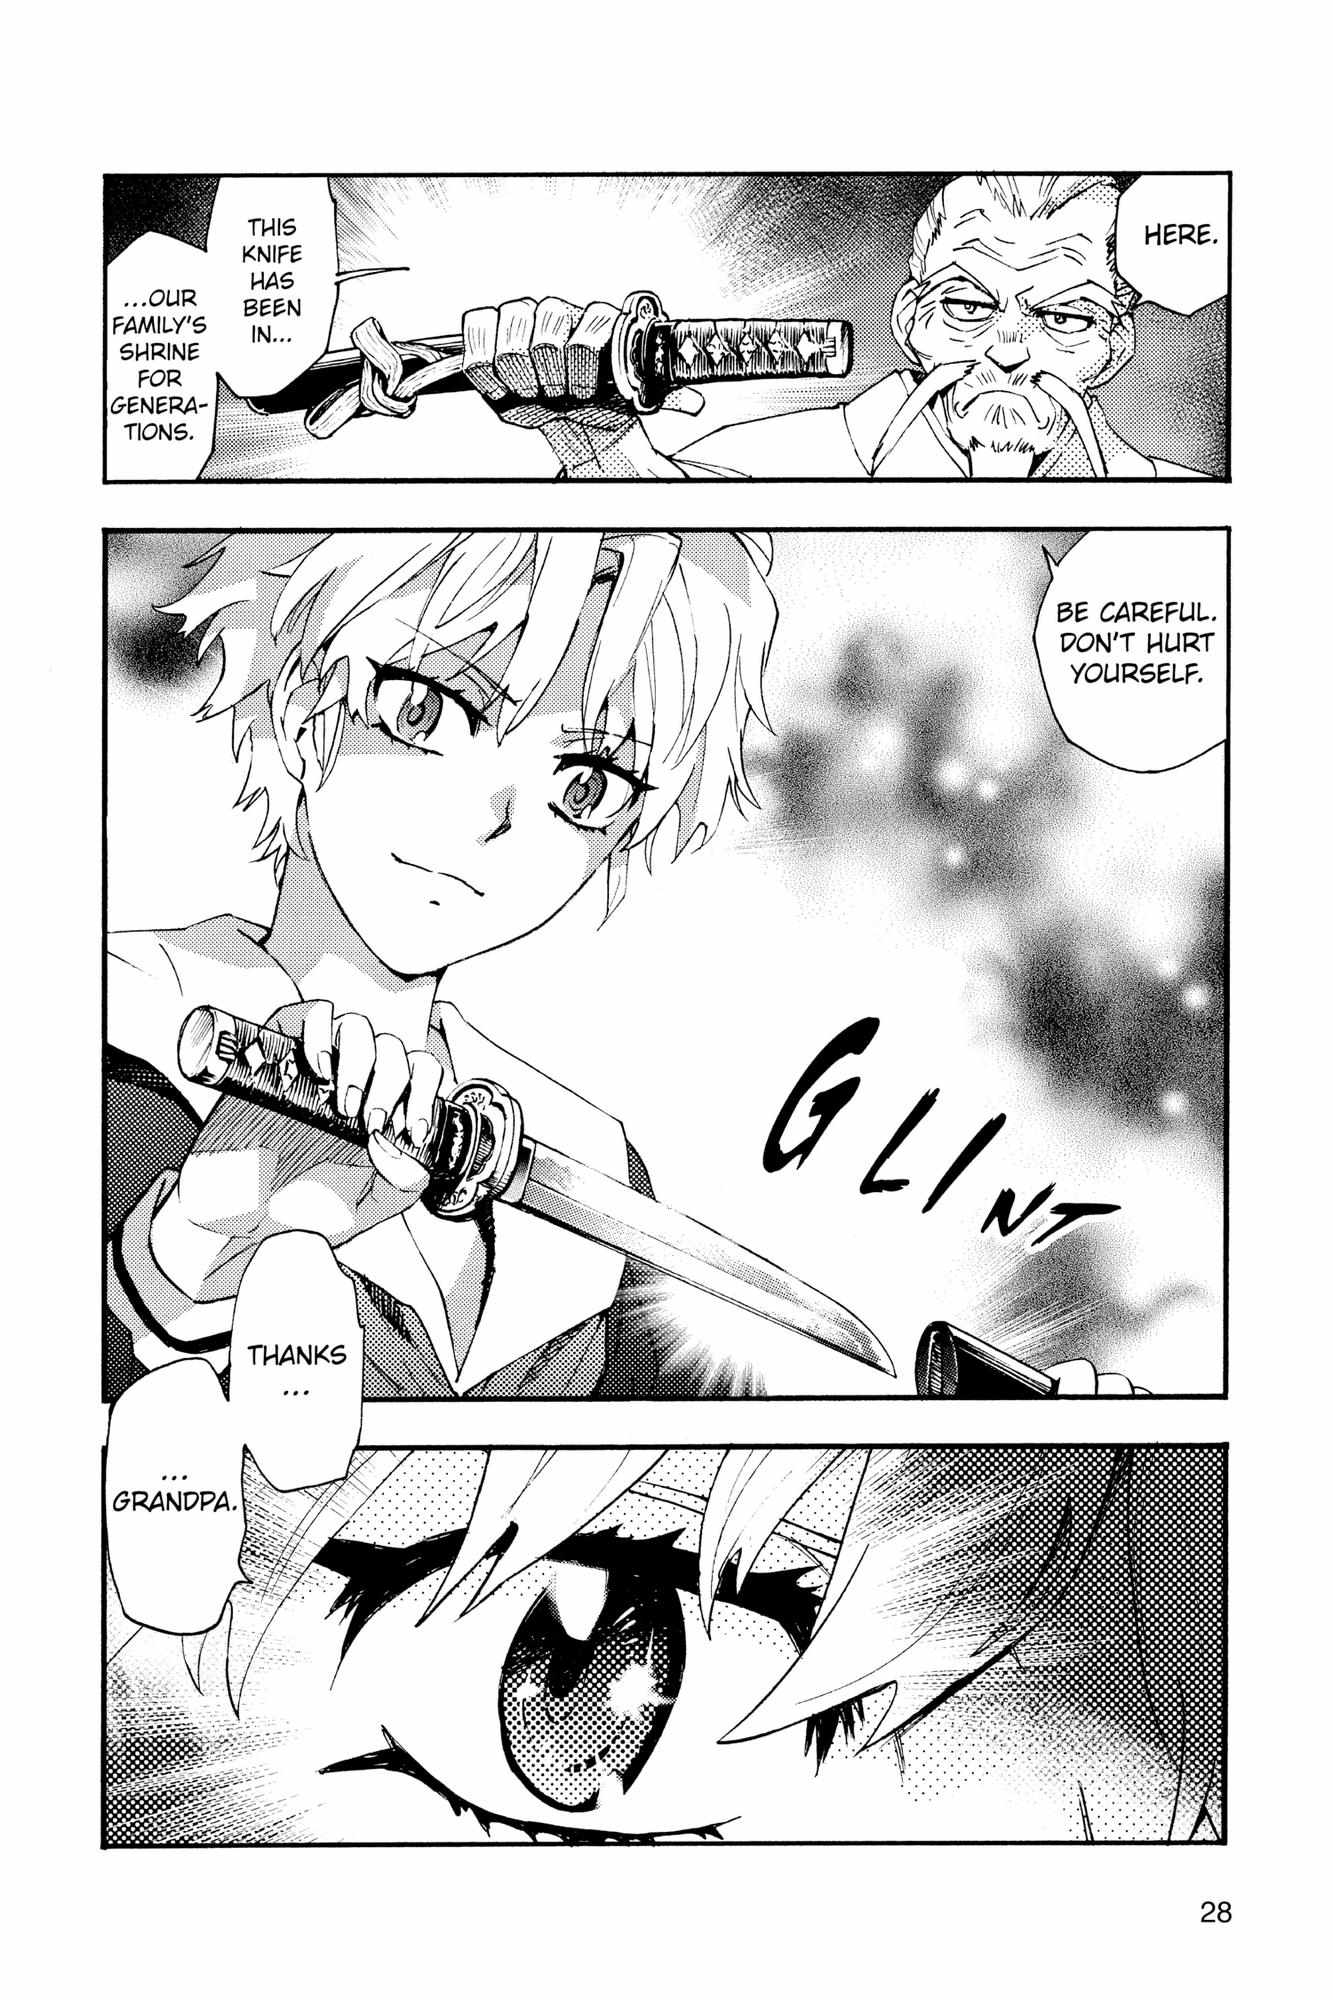 HERE.
THIS
KNIFE
HAS
BEEN
IN...
...OUR
FAMILY'S
SHRINE
FOR
GENERA-
TIONS.
BE CAREFUL.
DON'T HURT
YOURSELF.
GLINT
THANKS
...
...
GRANDPA.
28